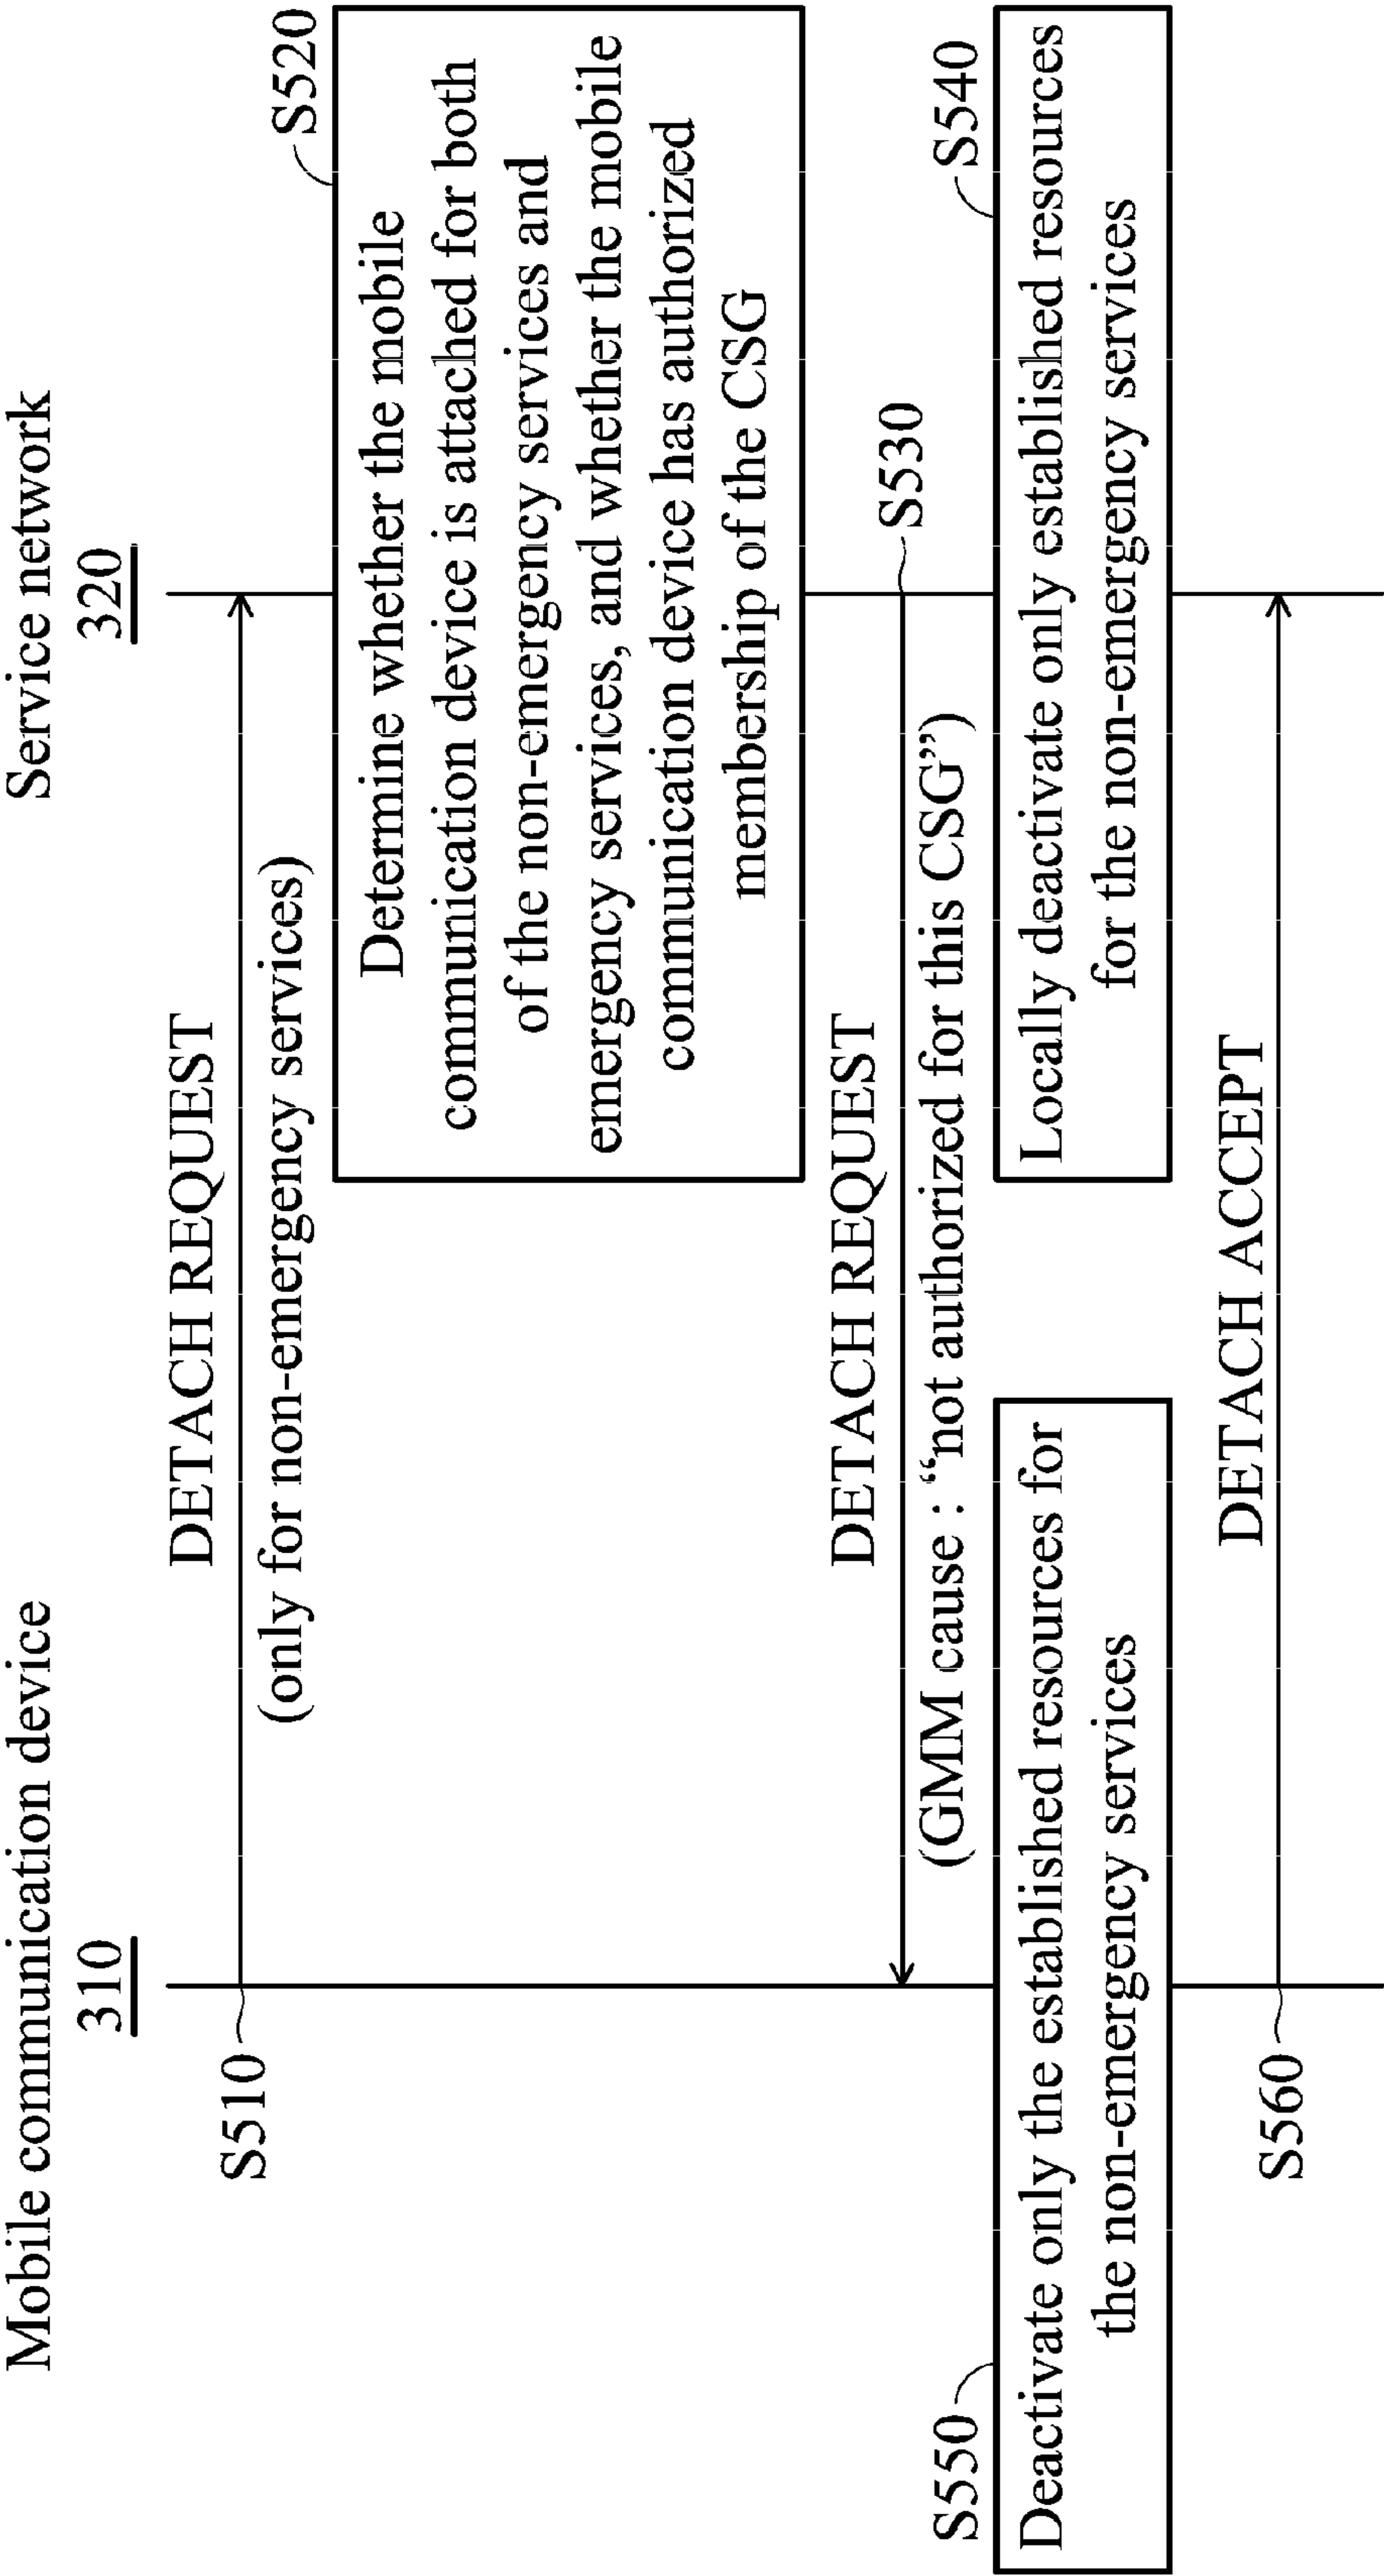 Mobile communication device
310
Service network
320
DETACH REQUEST
(only for non-emergency services)
S510
S520
Determine whether the mobile
communication device is attached for both
of the non-emergency services and
emergency services, and whether the mobile
communication device has authorized
membership of the CSG
DETACH REQUEST
S530
(GMM cause : “not authorized for this CSG”)
S550
Deactivate only the established resources for
the non-emergency services
S540
Locally deactivate only established resources
for the non-emergency services
DETACH ACCEPT
S560